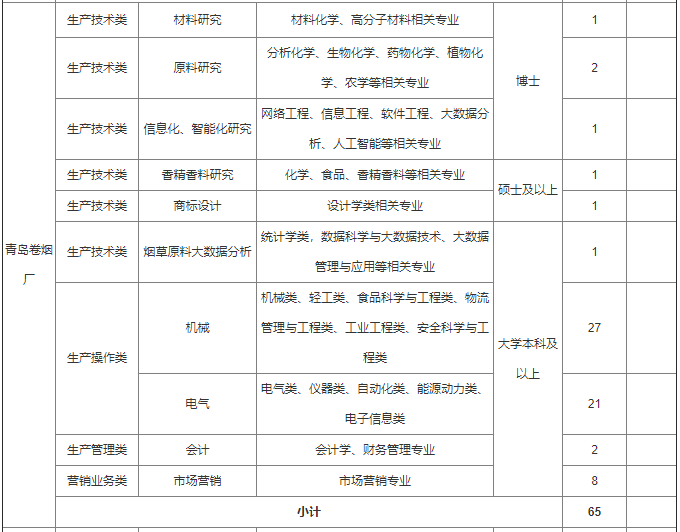 生产技术类 材料研究 材料化学、高分子材料相关专业 1
生产技术类 原料研究 分析化学、生物化学、药物化学、植物化
学、农学等相关专业 博士 2
生产技术类 信息化、智能化研究 网络工程、信息工程、软件工程、大数据分
析、人工智能等相关专业 1
生产技术类 香精香料研究 化学、食品、香精香料等相关专业 硕士及以上 1
生产技术类 商标设计 设计学类相关专业 1
青岛卷烟
厂
生产技术类 烟草原料大数据分析 统计学类，数据科学与大数据技术、大数据
管理与应用等相关专业 1
生产操作类 机械 机械类、轻工类、食品科学与工程类、物流
管理与工程类、工业工程类、安全科学与工
程类 27
大学本科及
以上
电气 电气类、仪器类、自动化类、能源动力类、
电子信息类 21
生产管理类 会计 会计学、财务管理专业 2
营销业务类 市场营销 市场营销专业 8
小计 65